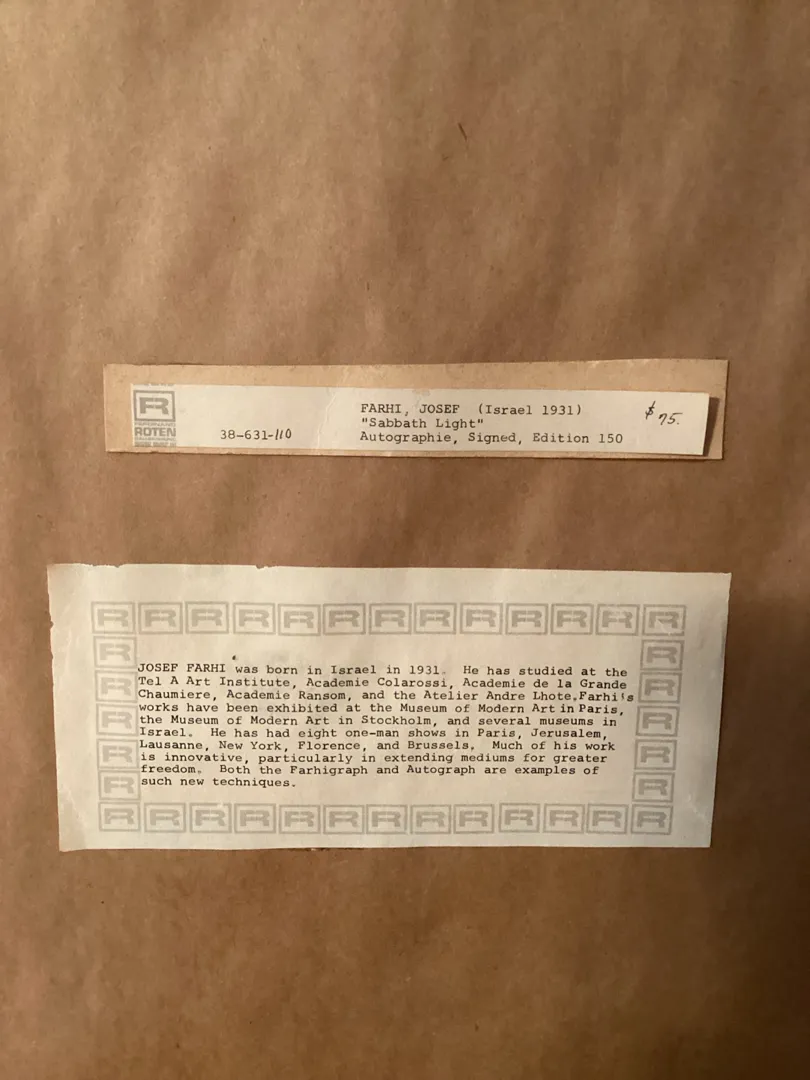 R
FERDINAND
ROTEN
38-631-110
FARHI, JOSEF (Israel 1931)
"Sabbath Light"
Autographie, Signed, Edition 150
$75.
R R R R R R R R R R R R R
JOSEF FARHI was born in Israel in 1931. He has studied at the
Tel A Art Institute, Academie Colarossi, Academie de la Grande
Chaumiere, Academie Ransom, and the Atelier Andre Lhote.Farhi's
works have been exhibited at the Museum of Modern Art in Paris,
the Museum of Modern Art in Stockholm, and several museums in
Israel. He has had eight one-man shows in Paris, Jerusalem,
Lausanne, New York, Florence, and Brussels. Much of his work
is innovative, particularly in extending mediums for greater
freedom. Both the Farhigraph and Autograph are examples of
such new techniques.
R R R R R R R R R R R R R